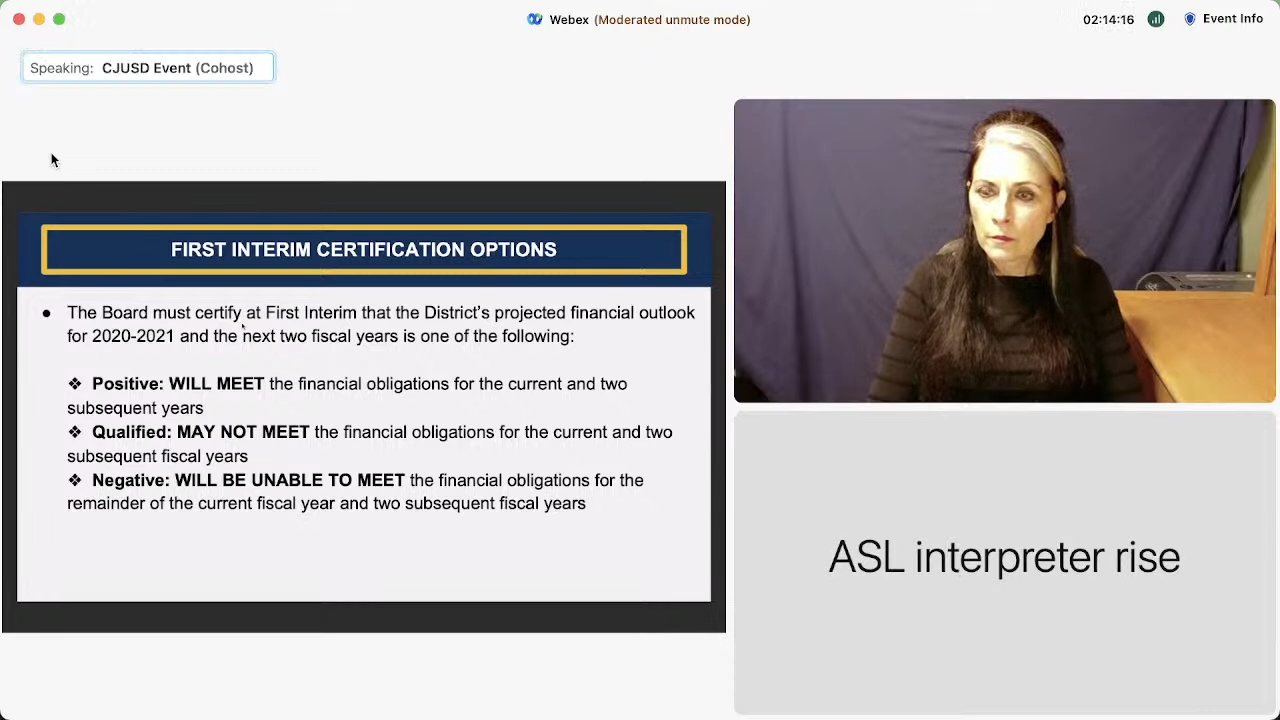 Webex (Moderated unmute mode)
02:14:16
Event Info
Speaking: CJUSD Event (Cohost)
FIRST INTERIM CERTIFICATION OPTIONS
● The Board must certify at First Interim that the District's projected financial outlook
for 2020-2021 and the next two fiscal years is one of the following:
❖ Positive: WILL MEET the financial obligations for the current and two
subsequent years
❖ Qualified: MAY NOT MEET the financial obligations for the current and two
subsequent fiscal years
❖ Negative: WILL BE UNABLE TO MEET the financial obligations for the
remainder of the current fiscal year and two subsequent fiscal years
ASL interpreter rise